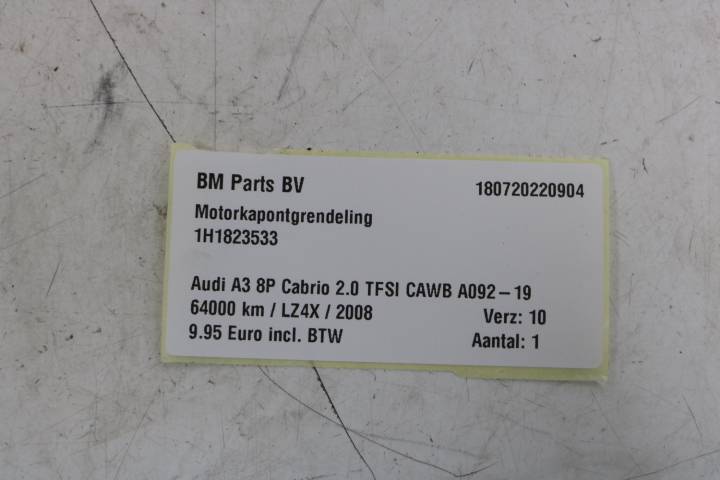 BM Parts BV 180720220904
Motorkapontgrendeling
1H1823533
Audi A3 8P Cabrio 2.0 TFSI CAWB A092-19
64000 km / LZ4X / 2008 Verz: 10
9.95 Euro incl. BTW Aantal: 1